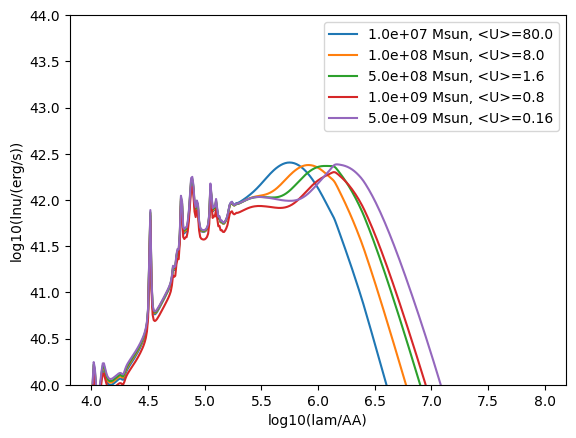 44.0
43.5
43.0
42.5
42.0
41.5
41.0
40.5
40.0
log10(lnu/(erg/s))
1.0e+07 Msun, <U>=80.0
1.0e+08 Msun, <U>=8.0
5.0e+08 Msun, <U>=1.6
1.0e+09 Msun, <U>=0.8
5.0e+09 Msun, <U>=0.16
4.0 4.5 5.0 5.5 6.0 6.5 7.0 7.5 8.0
log10(lam/AA)